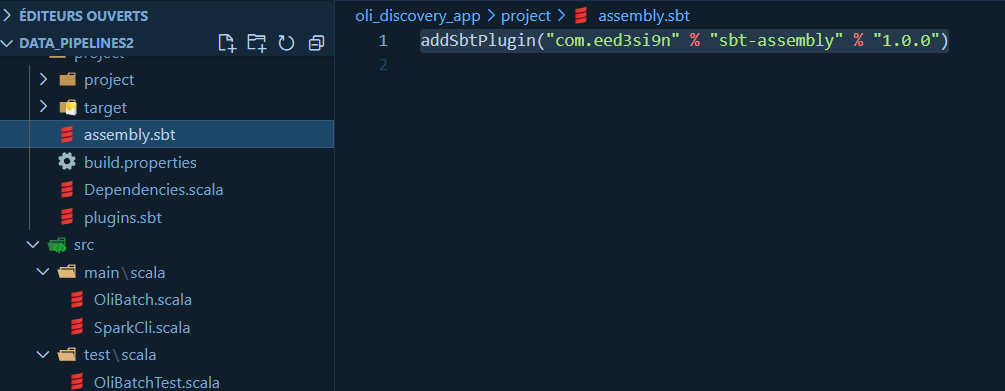 ÉDITEURS OUVERTS
DATA_PIPELINES2
project
project
target
assembly.sbt
build.properties
Dependencies.scala
plugins.sbt
src
main\scala
OliBatch.scala
SparkCli.scala
test\scala
OliBatchTest.scala
oli_discovery_app > project > assembly.sbt
1 addSbtPlugin("com.eed3si9n" % "sbt-assembly" % "1.0.0")
2